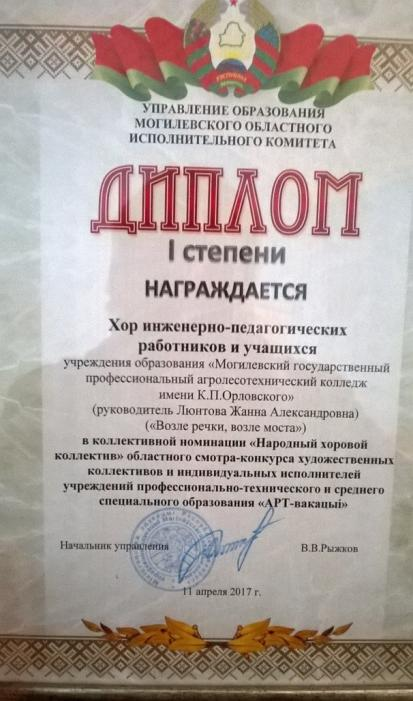 УПРАВЛЕНИЕ ОБРАЗОВАНИЯ
МОГИЛЕВСКОГО ОБЛАСТНОГО
ИСПОЛНИТЕЛЬНОГО КОМИТЕТА
ДИПЛОМ
I степени
НАГРАЖДАЕТСЯ
Хор инженерно-педагогических
работников и учащихся
учреждения образования «Могилевский государственный
профессиональный агролесотехнический колледж
имени К.П.Орловского»
(руководитель Люнтова Жанна Александровна)
(«Возле речки, возле моста»)
в коллективной номинации «Народный хоровой
коллектив» областного смотра-конкурса художественных
коллективов и индивидуальных исполнителей
учреждений профессионально-технического и среднего
специального образования «АРТ-вакацыі»
Начальник управления В.В.Рыжков
11 апреля 2017 г.